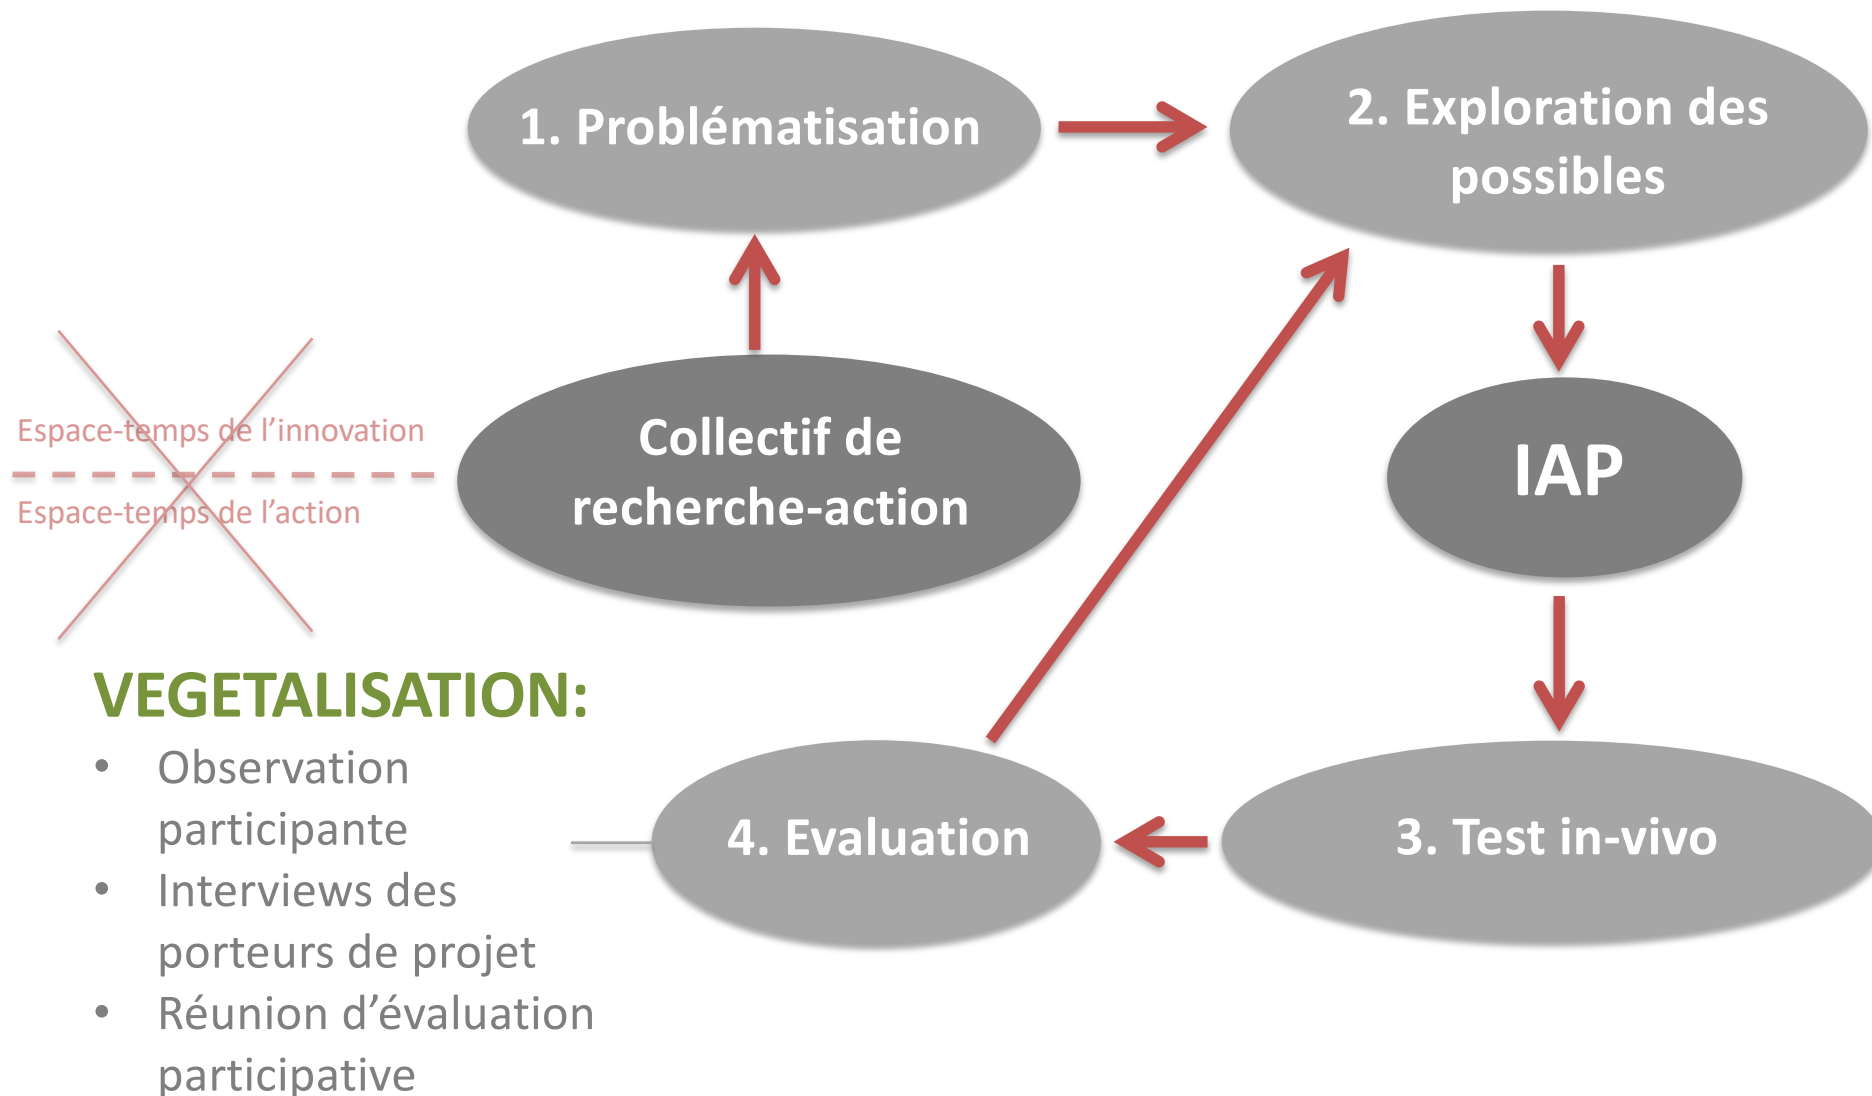 1. Problématisation
2. Exploration des
possibles
Collectif de
recherche-action
IAP
Espace-temps de l’innovation
Espace-temps de l’action
VEGETALISATION:
• Observation
participante
• Interviews des
porteurs de projet
• Réunion d’évaluation
participative
4. Evaluation
3. Test in-vivo